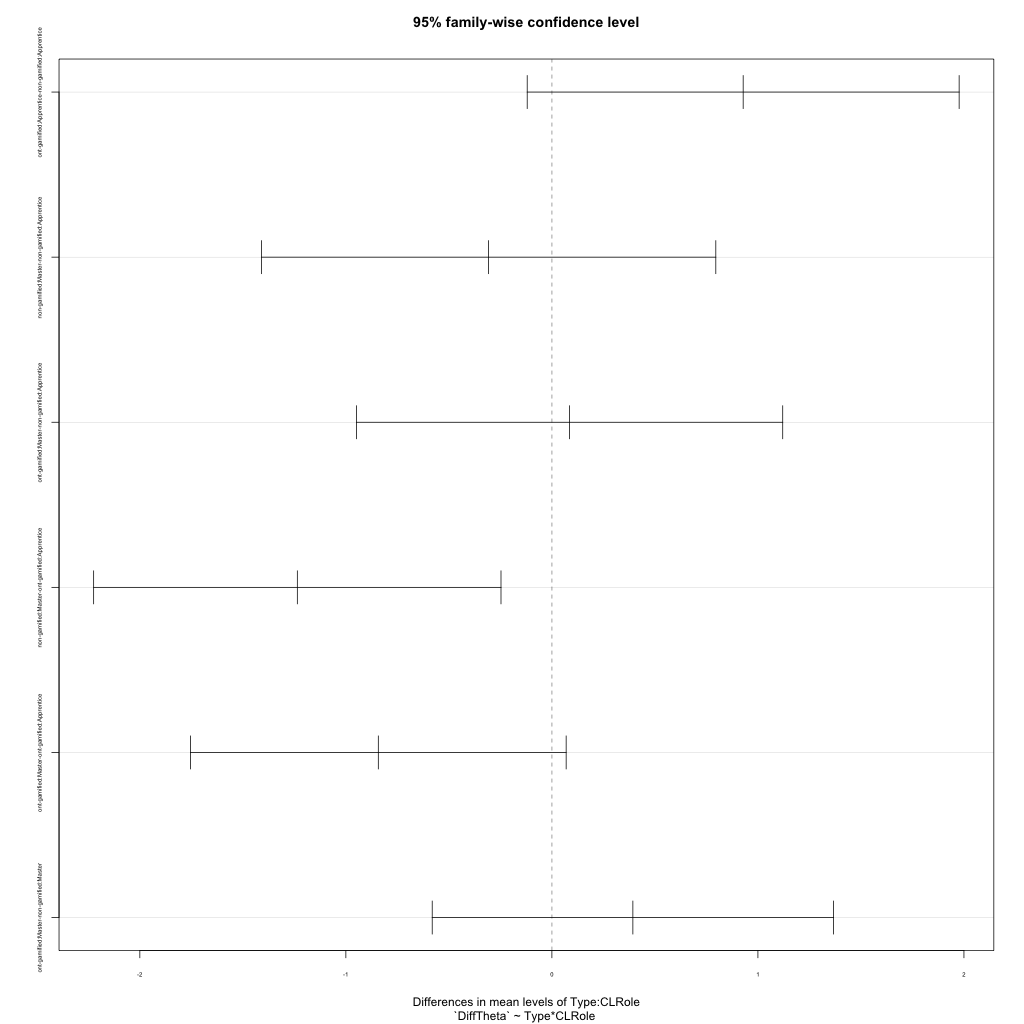 95% family-wise confidence level
ont-gamified:Apprentice-non-gamified:Apprentice
non-gamified:Master-non-gamified:Apprentice
ont-gamified:Master-non-gamified:Apprentice
non-gamified:Master-ont-gamified:Apprentice
ont-gamified:Master-ont-gamified:Apprentice
ont-gamified:Master-non-gamified:Master
-2 -1 0 1 2
Differences in mean levels of Type:CLRole
`DiffTheta` ~ Type*CLRole